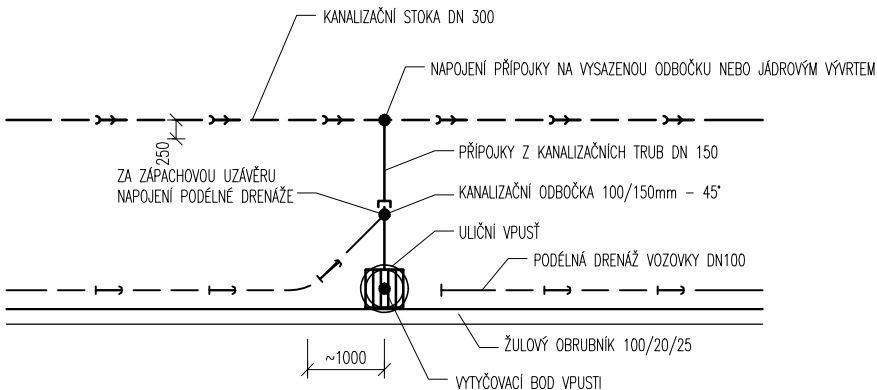 KANALIZAČNÍ STOKA DN 300
NAPOJENÍ PŘÍPOJKY NA VYSAZENOU ODBOČKU NEBO JÁDROVÝM VÝVRTEM
250
PŘÍPOJKY Z KANALIZAČNÍCH TRUB DN 150
ZA ZÁPACHOVOU UZÁVĚRU
NAPOJENÍ PODÉLNÉ DRENÁŽE
KANALIZAČNÍ ODBOČKA 100/150mm - 45°
ULIČNÍ VPUSŤ
PODÉLNÁ DRENÁŽ VOZOVKY DN100
ŽULOVÝ OBRUBNÍK 100/20/25
~1000
VYTYČOVACÍ BOD VPUSTI